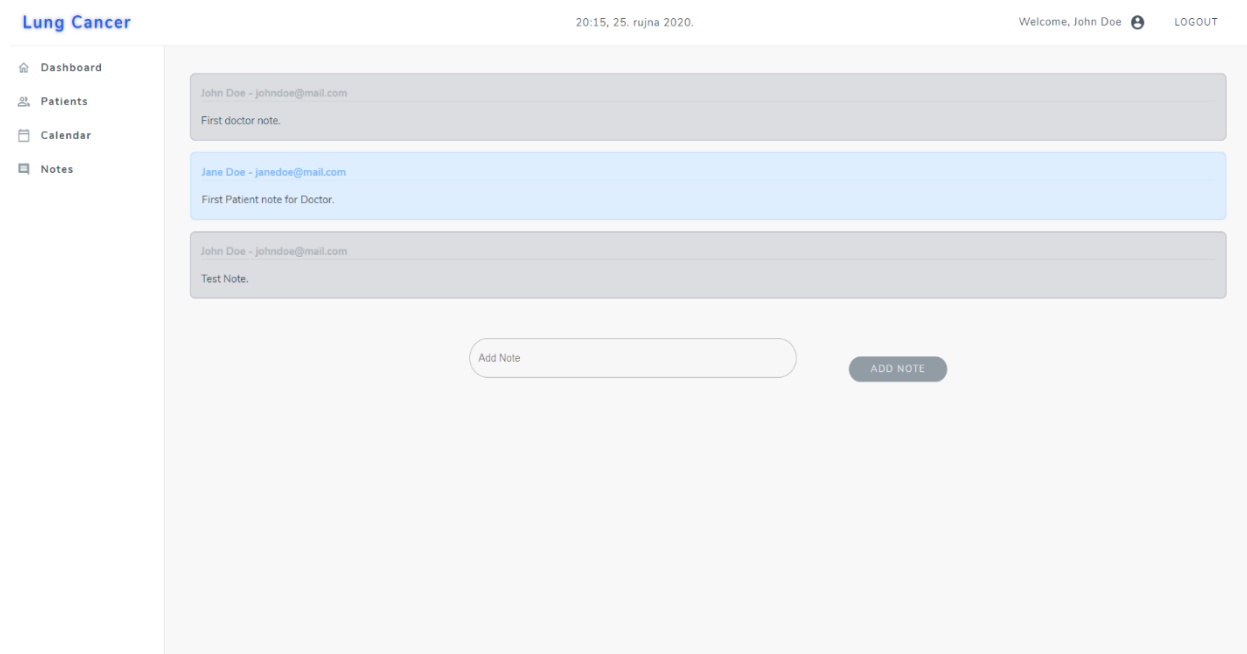 Lung Cancer
20:15, 25. rujna 2020.
Welcome, John Doe
LOGOUT
Dashboard
Patients
Calendar
Notes
John Doe - johndoe@mail.com
First doctor note.
Jane Doe - janedoe@mail.com
First Patient note for Doctor.
John Doe - johndoe@mail.com
Test Note.
Add Note
ADD NOTE